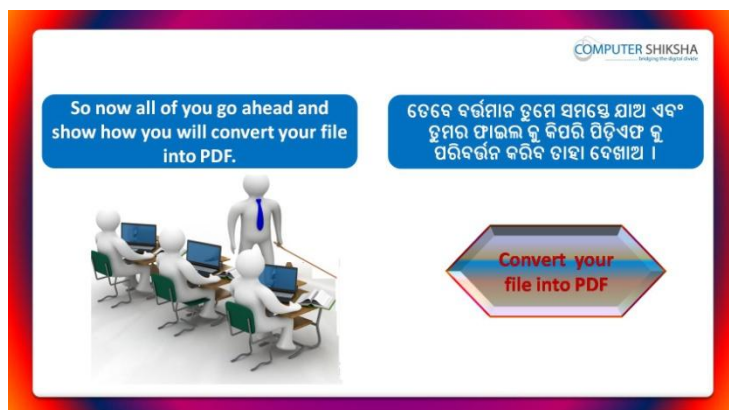 COMPUTER SHIKSHA
bridging the digital divide
So now all of you go ahead and
show how you will convert your file
into PDF.
ତେବେ ବର୍ତ୍ତମାନ ତୁମେ ସମସ୍ତେ ଯାଅ ଏବଂ
ତୁମର ଫାଇଲ କୁ କିପରି ପିଡ଼ିଏଫ କୁ
ପରିବର୍ତ୍ତନ କରିବ ତାହା ଦେଖାଅ ।
Convert your
file into PDF